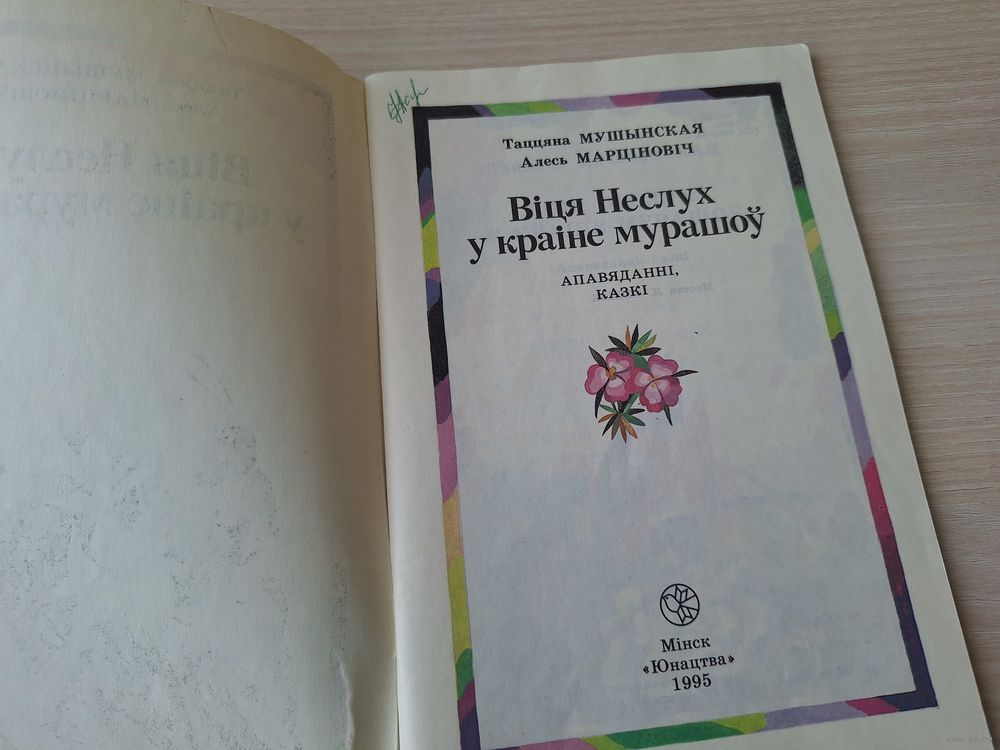 Таццяна МУШЫНСКАЯ
Алесь МАРЦІНОВІЧ
Віця Неслух
у краіне мурашоў
АПАВЯДАННІ,
КАЗКІ
Мінск
«Юнацтва»
1995